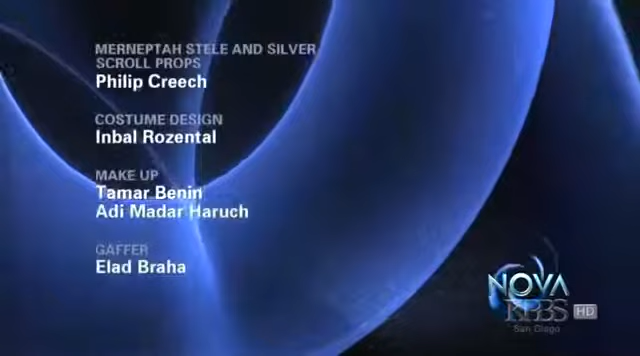 MERNEPTAH STELE AND SILVER
SCROLL PROPS
Philip Creech
COSTUME DESIGN
Inbal Rozental
MAKE UP
Tamar Benin
Adi Madar Haruch
GAFFER
Elad Braha
NOVA
KPBS HD
San Diego